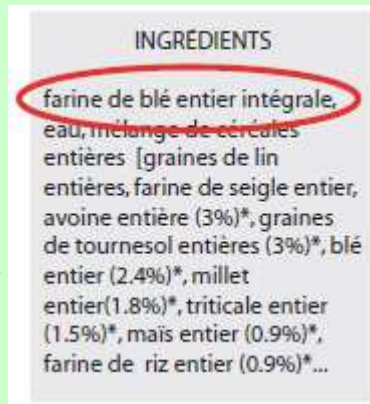 INGRÉDIENTS
farine de blé entier intégrale,
eau, mélange de céréales
entières [graines de lin
entières, farine de seigle entier,
avoine entière (3%)*, graines
de tournesol entières (3%)*, blé
entier (2.4%)*, millet
entier(1.8%)*, triticale entier
(1.5%)*, maïs entier (0.9%)*,
farine de riz entier (0.9%)*...